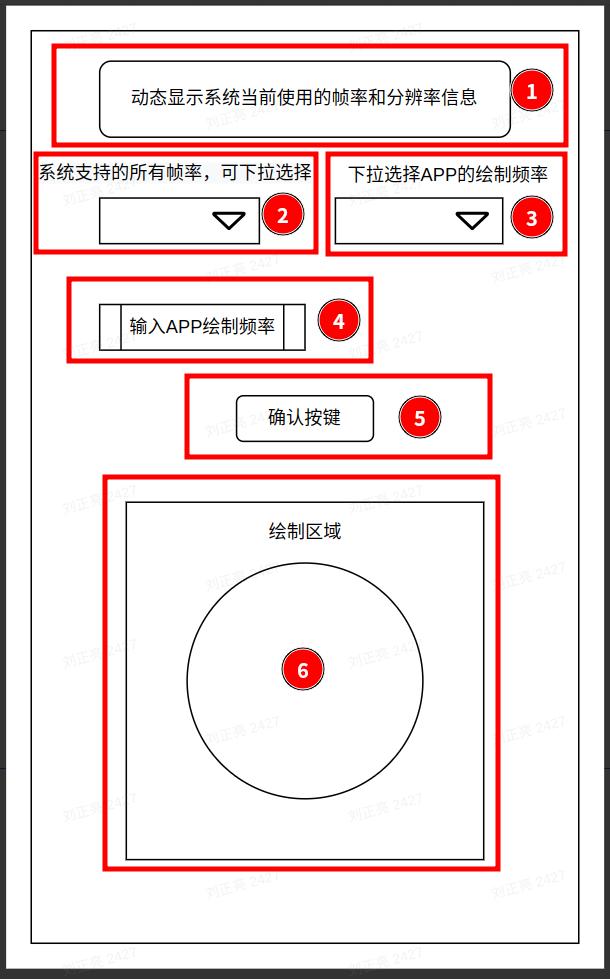 动态显示系统当前使用的帧率和分辨率信息
1
系统支持的所有帧率，可下拉选择
2
下拉选择APP的绘制频率
3
输入APP绘制频率
4
确认按键
5
绘制区域
6
刘正亮 2427